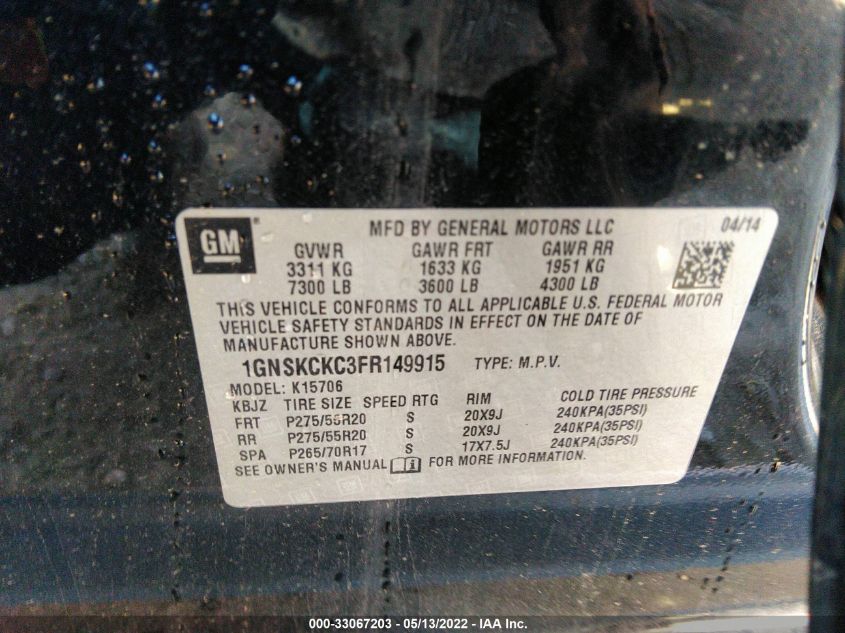 GM ®
MFD BY GENERAL MOTORS LLC 04/14
GVWR GAWR FRT GAWR RR
3311 KG 1633 KG 1951 KG
7300 LB 3600 LB 4300 LB
THIS VEHICLE CONFORMS TO ALL APPLICABLE U.S. FEDERAL MOTOR
VEHICLE SAFETY STANDARDS IN EFFECT ON THE DATE OF
MANUFACTURE SHOWN ABOVE.
1GNSKCKC3FR149915 TYPE: M.P.V.
MODEL: K15706
KBJZ TIRE SIZE SPEED RTG RIM COLD TIRE PRESSURE
FRT P275/55R20 S 20X9J 240KPA(35PSI)
RR P275/55R20 S 20X9J 240KPA(35PSI)
SPA P265/70R17 S 17X7.5J 240KPA(35PSI)
SEE OWNER'S MANUAL FOR MORE INFORMATION.
000-33067203 - 05/13/2022 - IAA Inc.